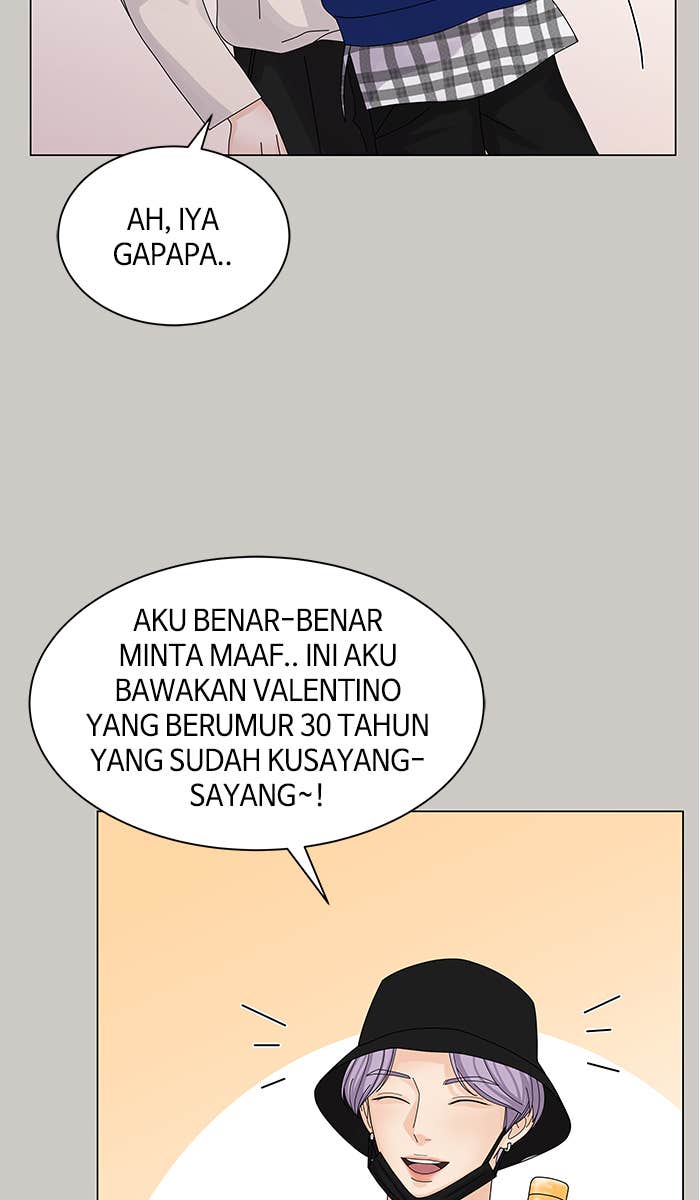 AH, IYA
GAPAPA..
AKU BENAR-BENAR
MINTA MAAF.. INI AKU
BAWAKAN VALENTINO
YANG BERUMUR 30 TAHUN
YANG SUDAH KUSAYANG-
SAYANG~!